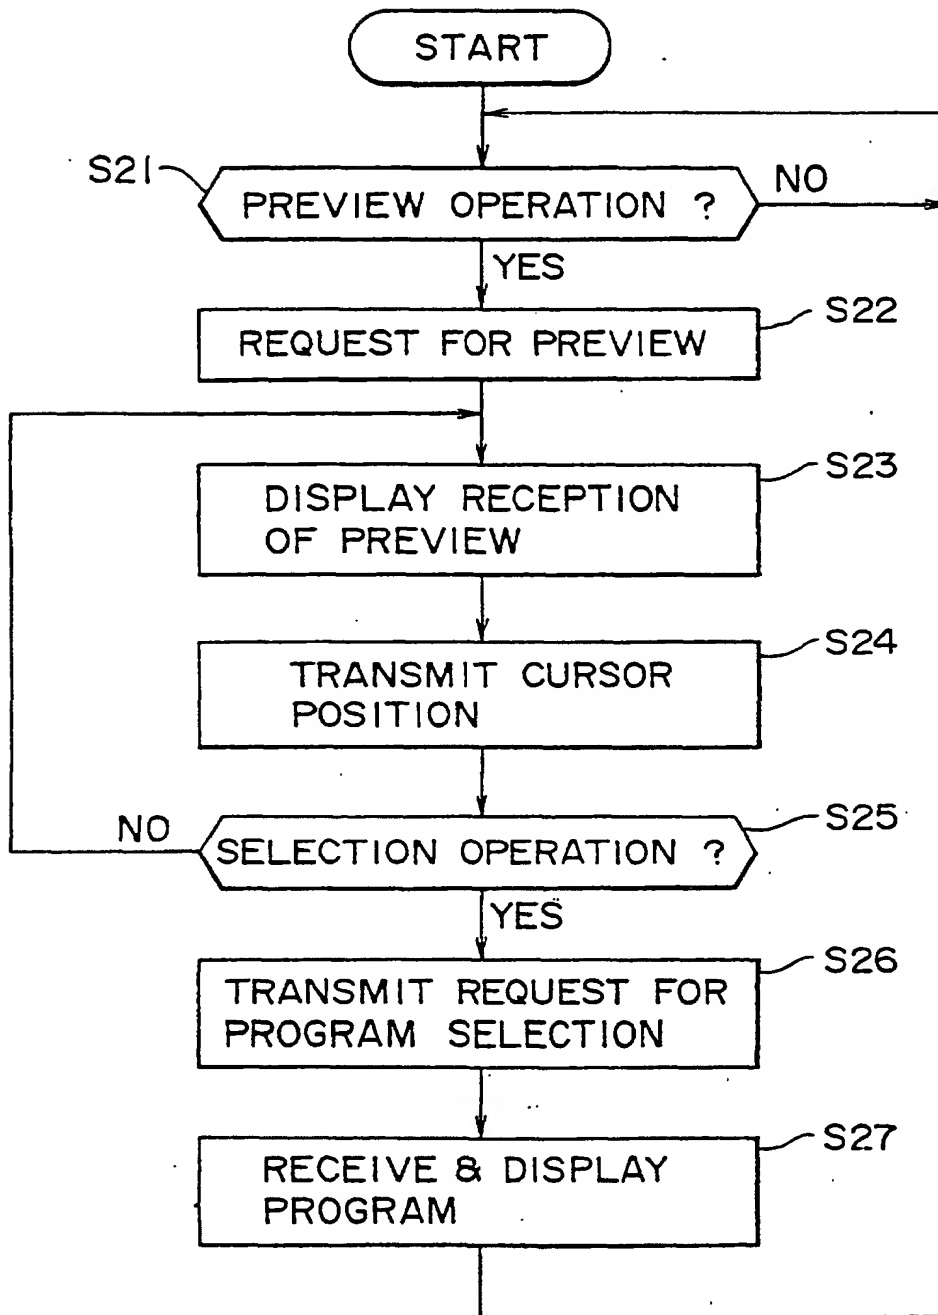 START
S21
PREVIEW OPERATION ?
NO
YES
S22
REQUEST FOR PREVIEW
S23
DISPLAY RECEPTION
OF PREVIEW
S24
TRANSMIT CURSOR
POSITION
S25
NO
SELECTION OPERATION ?
YES
S26
TRANSMIT REQUEST FOR
PROGRAM SELECTION
S27
RECEIVE & DISPLAY
PROGRAM